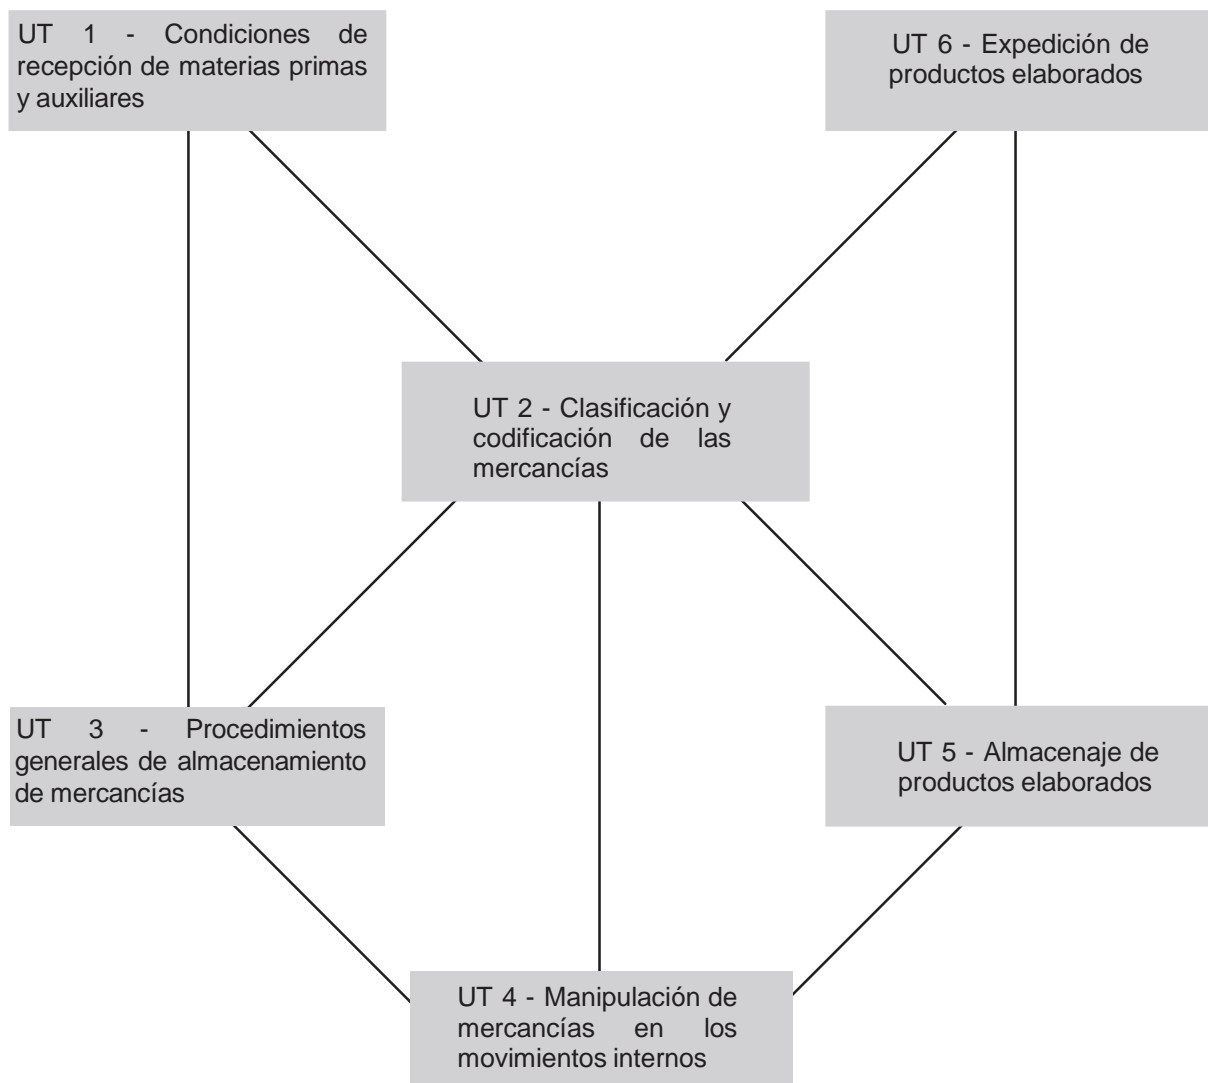 UT 1 - Condiciones de
recepción de materias primas
y auxiliares
UT 6 - Expedición de
productos elaborados
UT 2 - Clasificación y
codificación de las
mercancías
UT 3 - Procedimientos
generales de almacenamiento
de mercancías
UT 5 - Almacenaje de
productos elaborados
UT 4 - Manipulación de
mercancías en los
movimientos internos